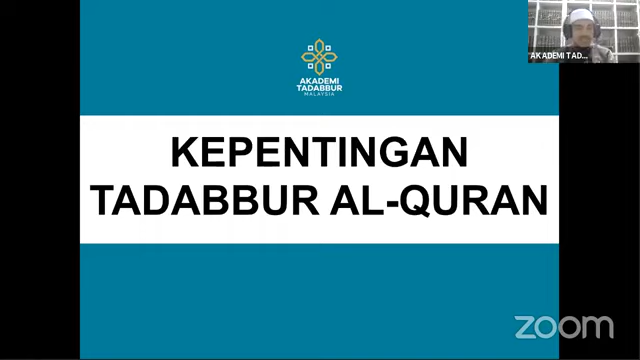 AKADEMI
TADABBUR
MALAYSIA
AKADEMI TAD...
KEPENTINGAN
TADABBUR AL-QURAN
zoom